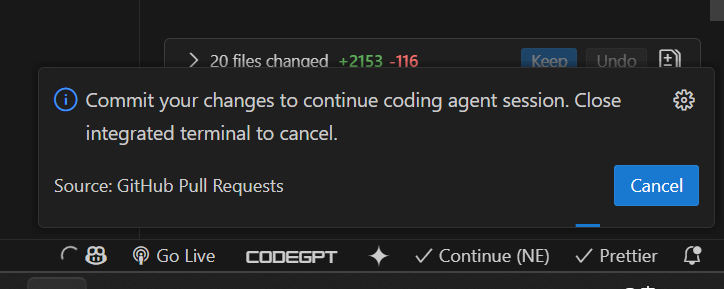 20 files changed +2153 -116 Keep Undo
Commit your changes to continue coding agent session. Close
integrated terminal to cancel.
Source: GitHub Pull Requests Cancel
Go Live CODEGPT Continue (NE) Prettier